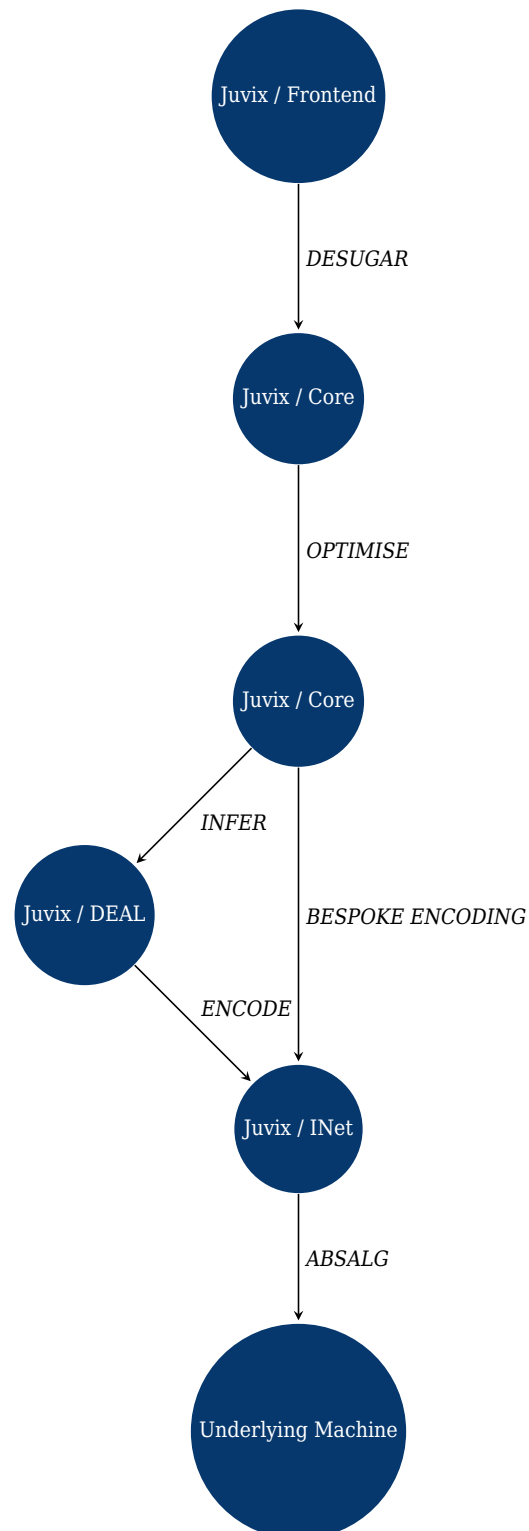 Juvix / Frontend
DESUGAR
Juvix / Core
OPTIMISE
Juvix / Core
INFER
Juvix / DEAL
BESPOKE ENCODING
ENCODE
Juvix / INet
ABSALG
Underlying Machine